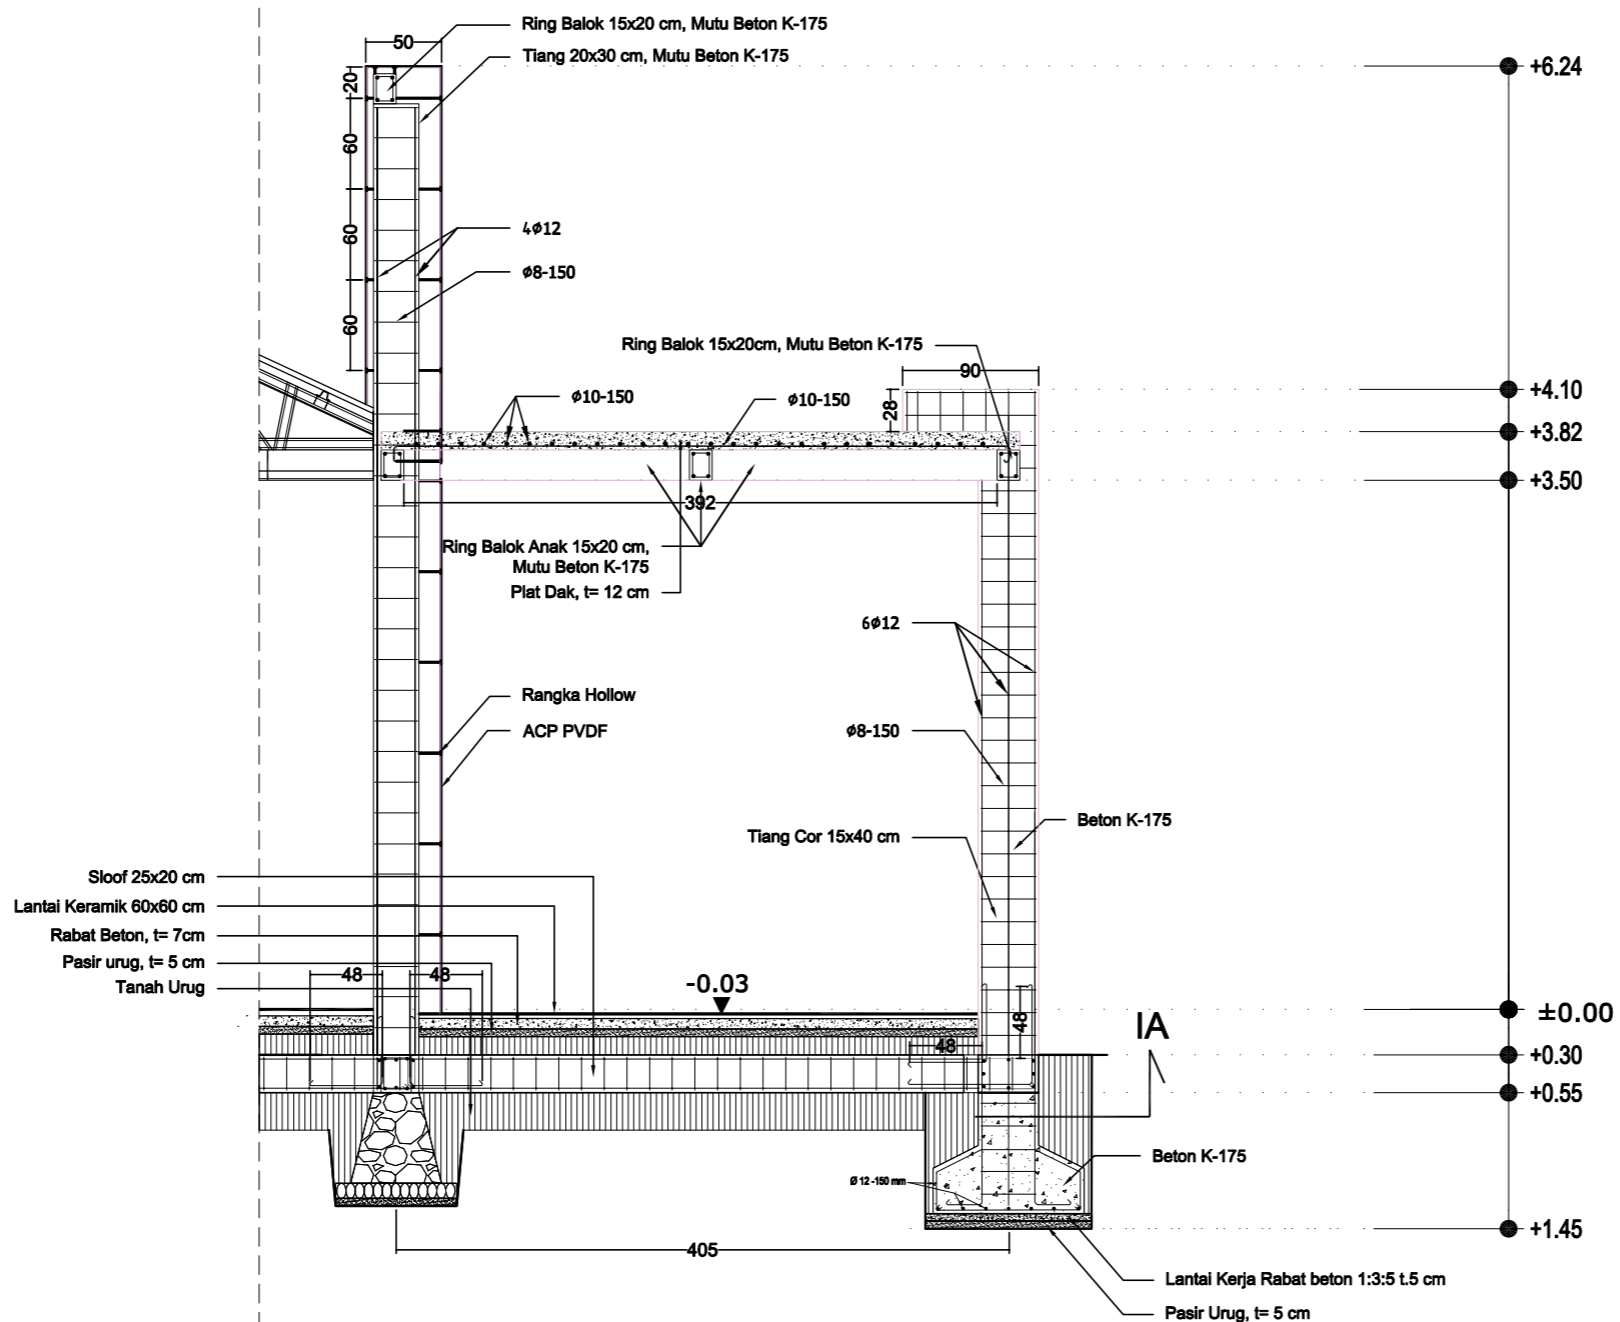 Ring Balok 15x20 cm, Mutu Beton K-175
50
Tiang 20x30 cm, Mutu Beton K-175
+6.24
20
60
60
4ø12
ø8-150
60
Ring Balok 15x20cm, Mutu Beton K-175
90
+4.10
ø10-150
ø10-150
28
+3.82
+3.50
392
Ring Balok Anak 15x20 cm,
Mutu Beton K-175
Plat Dak, t= 12 cm
6ø12
Rangka Hollow
ACP PVDF
ø8-150
Beton K-175
Tiang Cor 15x40 cm
Sloof 25x20 cm
Lantai Keramik 60x60 cm
Rabat Beton, t= 7cm
Pasir urug, t= 5 cm
48
48
Tanah Urug
-0.03
±0.00
48
IA
48
+0.30
+0.55
Beton K-175
Ø 12 -150 mm
+1.45
405
Lantai Kerja Rabat beton 1:3:5 t.5 cm
Pasir Urug, t= 5 cm